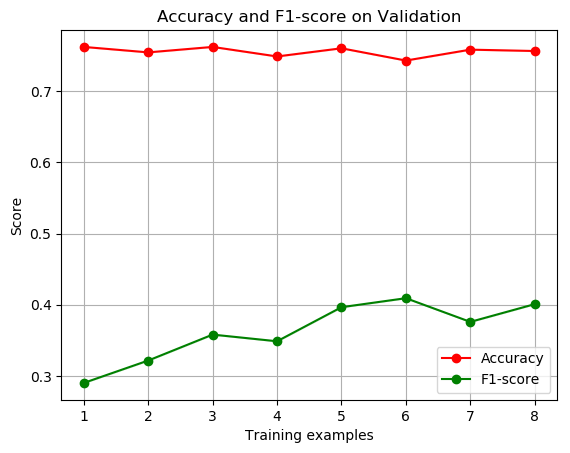 Accuracy and F1-score on Validation
0.7
0.6
0.5
0.4
0.3
Score
1 2 3 4 5 6 7 8
Training examples
Accuracy
F1-score